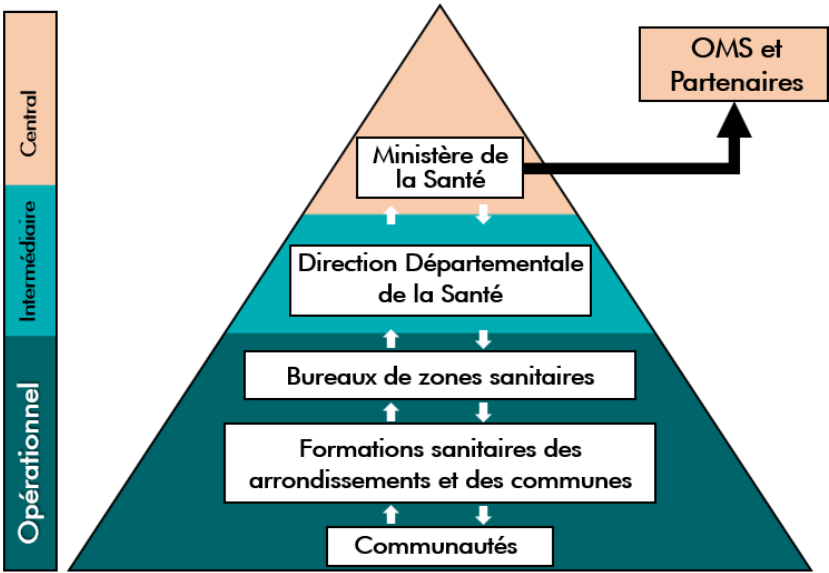 Central
OMS et
Partenaires
Ministère de
la Santé
Intermédiaire
Direction Départementale
de la Santé
Opérationnel
Bureaux de zones sanitaires
Formations sanitaires des
arrondissements et des communes
Communautés